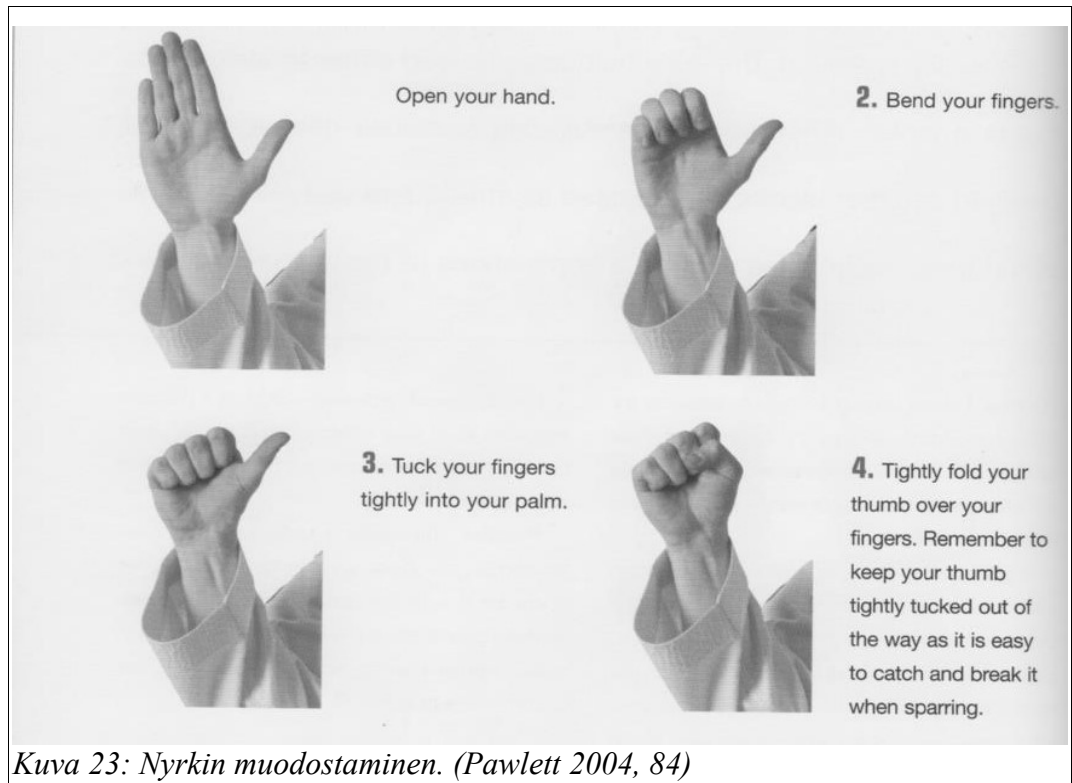 Open your hand.
2. Bend your fingers.
3. Tuck your fingers
tightly into your palm.
4. Tightly fold your
thumb over your
fingers. Remember to
keep your thumb
tightly tucked out of
the way as it is easy
to catch and break it
when sparring.
Kuva 23: Nyrkin muodostaminen. (Pawlett 2004, 84)